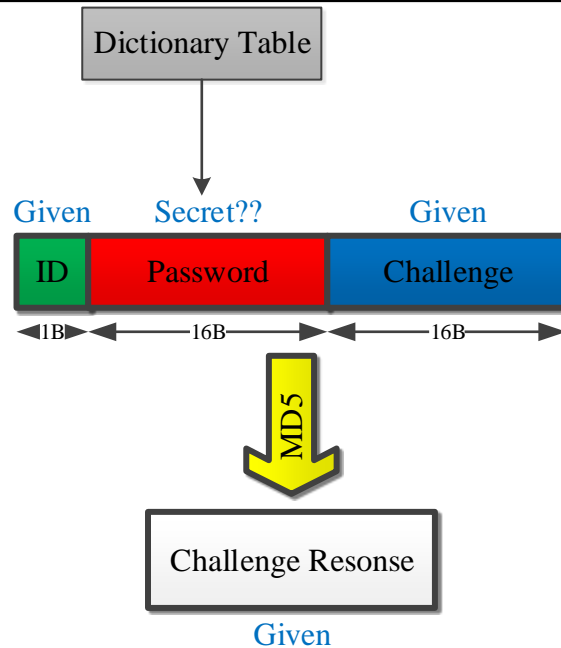 Dictionary Table
Given Secret?? Given
ID Password Challenge
1B 16B 16B
MD5
Challenge Resonse
Given